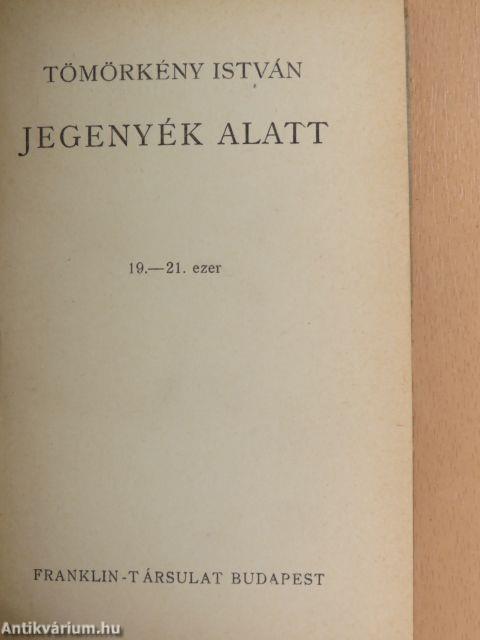 TÖMÖRKÉNY ISTVÁN
JEGENYÉK ALATT
19.—21. ezer
FRANKLIN-TÁRSULAT BUDAPEST
Antikvárium.hu